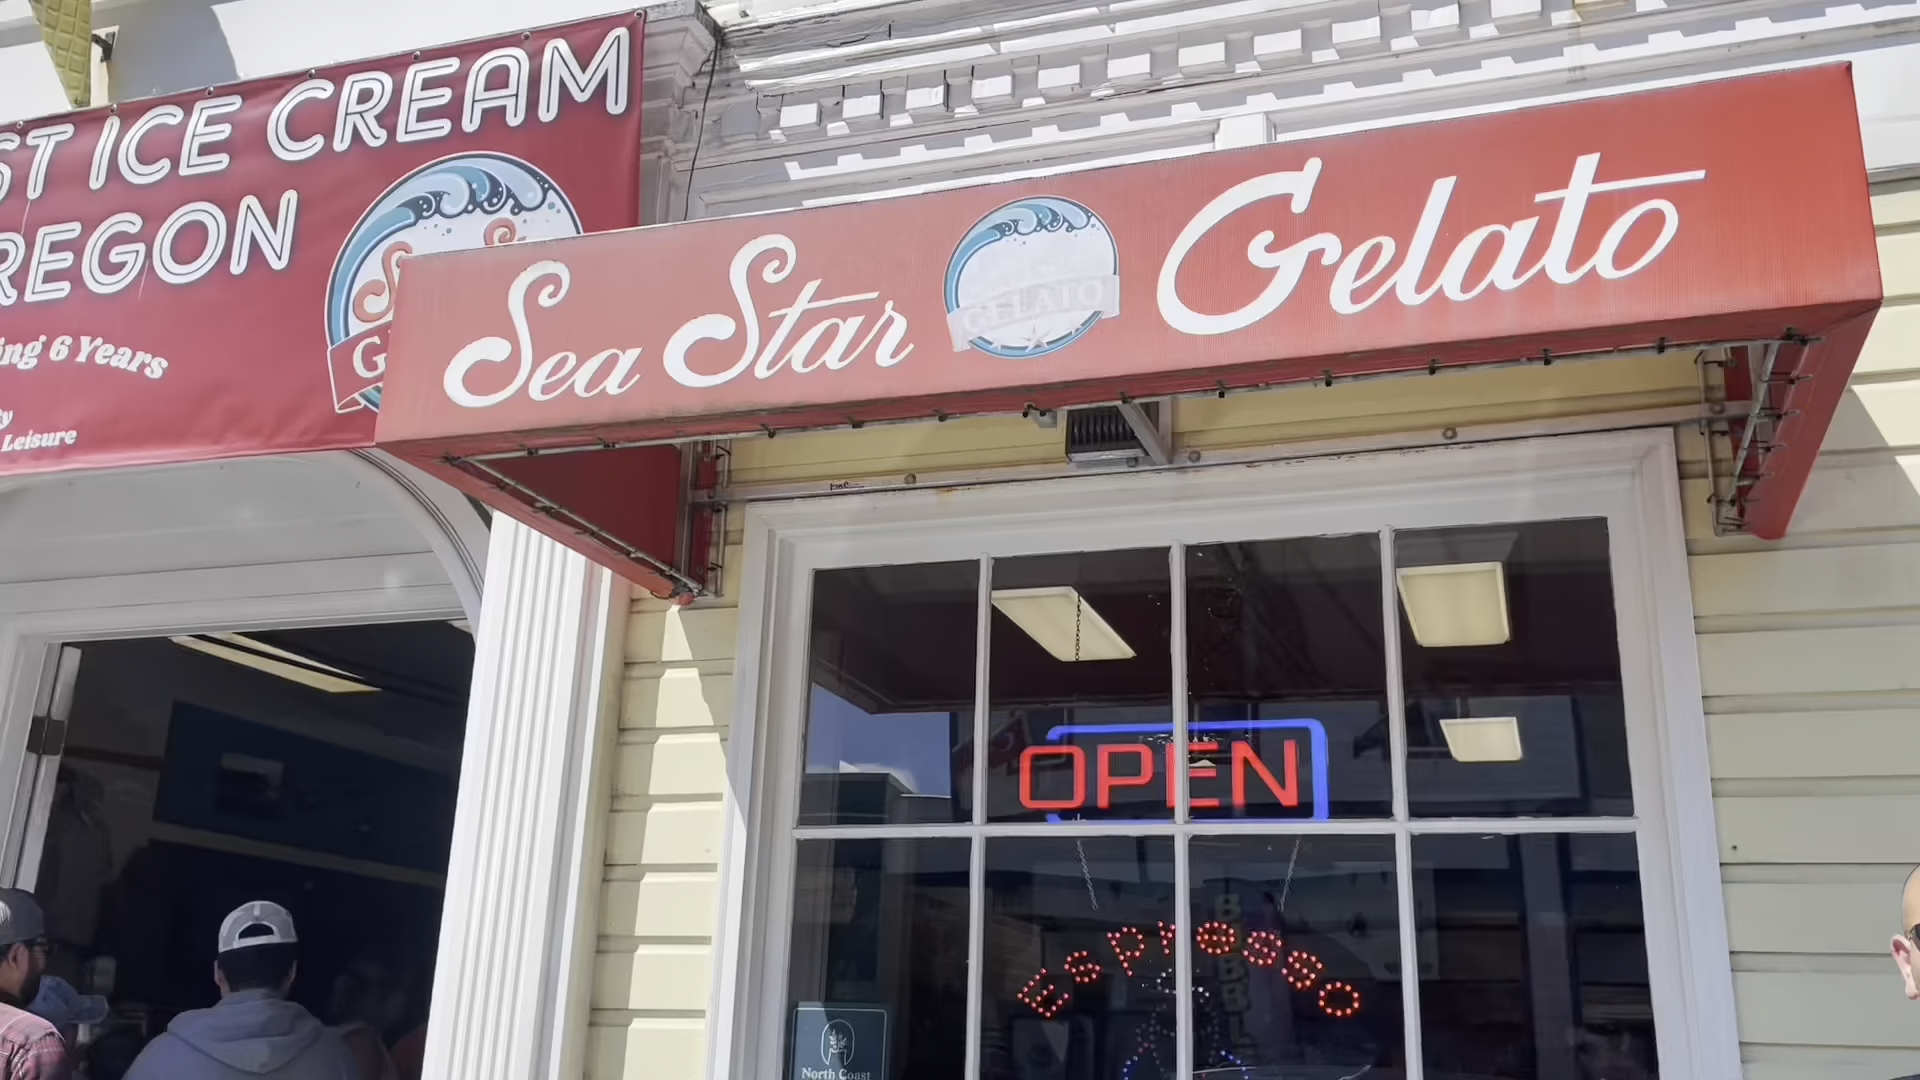 ST ICE CREAM
REGON
ing 6 Years
Leisure
Sea Star Gelato
GELATO
OPEN
Espresso
North Coast